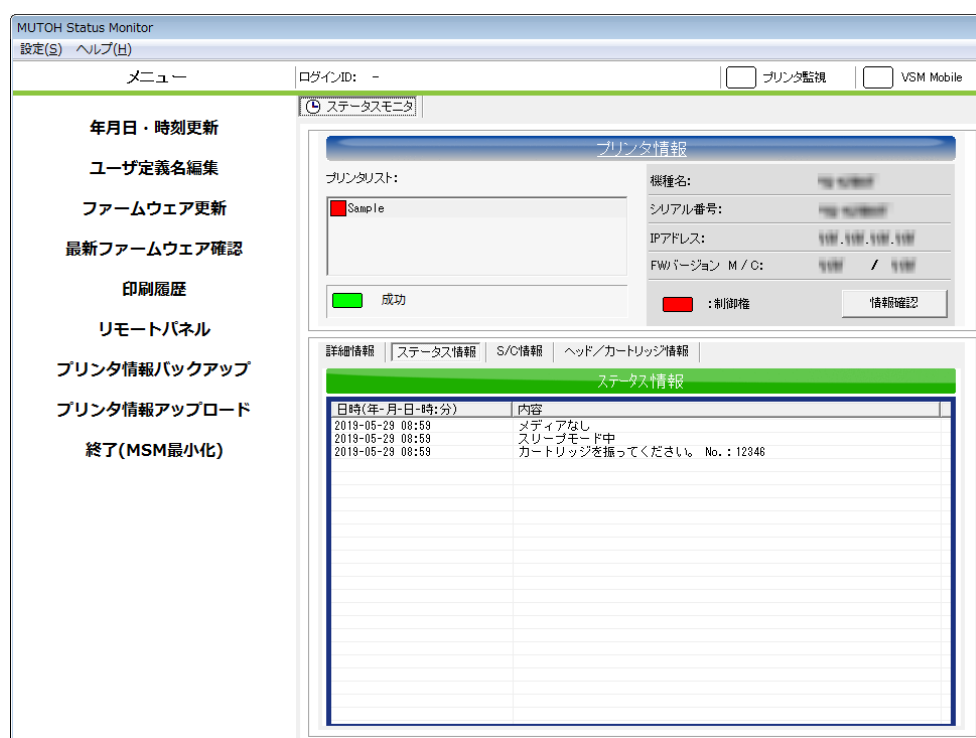 MUTOH Status Monitor
設定(S) ヘルプ(H)
メニュー
ログインID: -
プリンタ監視
VSM Mobile
年月日・時刻更新
ユーザ定義名編集
ファームウェア更新
最新ファームウェア確認
印刷履歴
リモートパネル
プリンタ情報バックアップ
プリンタ情報アップロード
終了(MSM最小化)
ステータスモニタ
プリンタ情報
プリンタリスト:
Sample
成功
機種名:
シリアル番号:
IPアドレス:
FWバージョン M / C: /
:制御権
情報確認
詳細情報 ステータス情報 S/C情報 ヘッド/カートリッジ情報
ステータス情報
日時(年-月-日-時:分) 内容
2019-05-29 08:59 メディアなし
2019-05-29 08:59 スリープモード中
2019-05-29 08:59 カートリッジを振ってください。 No.:12346